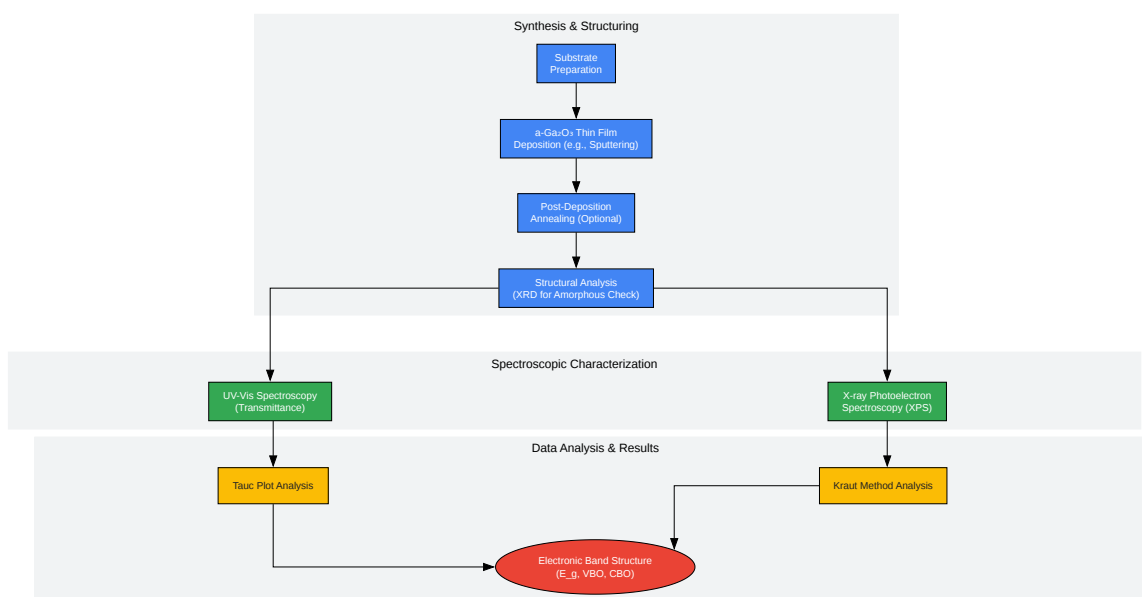 Synthesis & Structuring
Substrate
Preparation
a-Ga₂O₃ Thin Film
Deposition (e.g., Sputtering)
Post-Deposition
Annealing (Optional)
Structural Analysis
(XRD for Amorphous Check)
Spectroscopic Characterization
UV-Vis Spectroscopy
(Transmittance)
X-ray Photoelectron
Spectroscopy (XPS)
Data Analysis & Results
Tauc Plot Analysis
Kraut Method Analysis
Electronic Band Structure
(E_g, VBO, CBO)